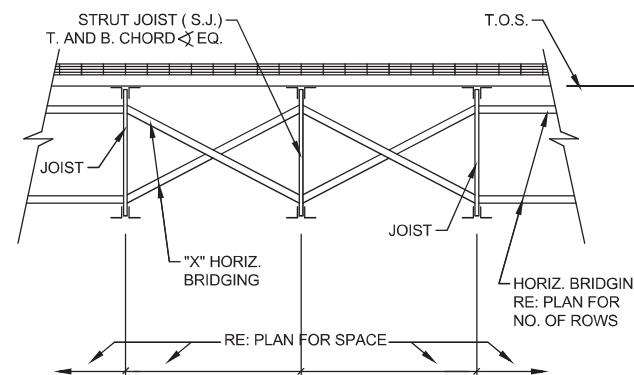 STRUT JOIST ( S.J.)
T. AND B. CHORD EQ.
T.O.S.
JOIST
JOIST
"X" HORIZ.
BRIDGING
HORIZ. BRIDGIN
RE: PLAN FOR
NO. OF ROWS
RE: PLAN FOR SPACE